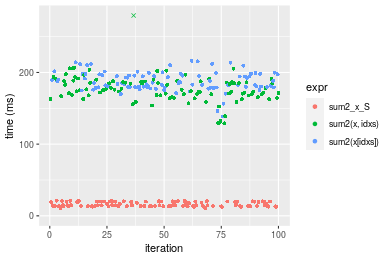 200
100
0
time (ms)
0
25
50
75
100
iteration
expr
sum2_x_S
sum2(x, idxs)
sum2(x[idxs])